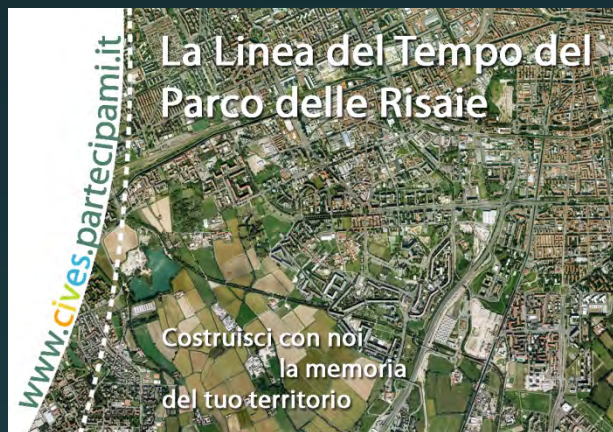 La Linea del Tempo del
Parco delle Risaie
www.cives.partecipami.it
Costruisci con noi
la memoria
del tuo territorio